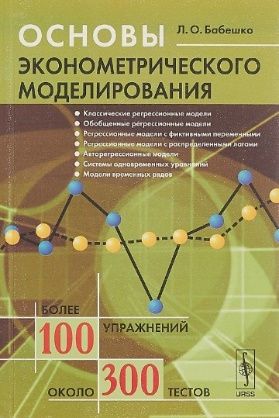 Л. О. Бабешко
ОСНОВЫ
ЭКОНОМЕТРИЧЕСКОГО
МОДЕЛИРОВАНИЯ
• Классические регрессионные модели
• Обобщенные регрессионные модели
• Регрессионные модели с фиктивными переменными
• Регрессионные модели с распределенными лагами
• Авторегрессионные модели
• Системы одновременных уравнений
• Модели временных рядов
БОЛЕЕ
100 УПРАЖНЕНИЙ
ОКОЛО 300 ТЕСТОВ
URSS